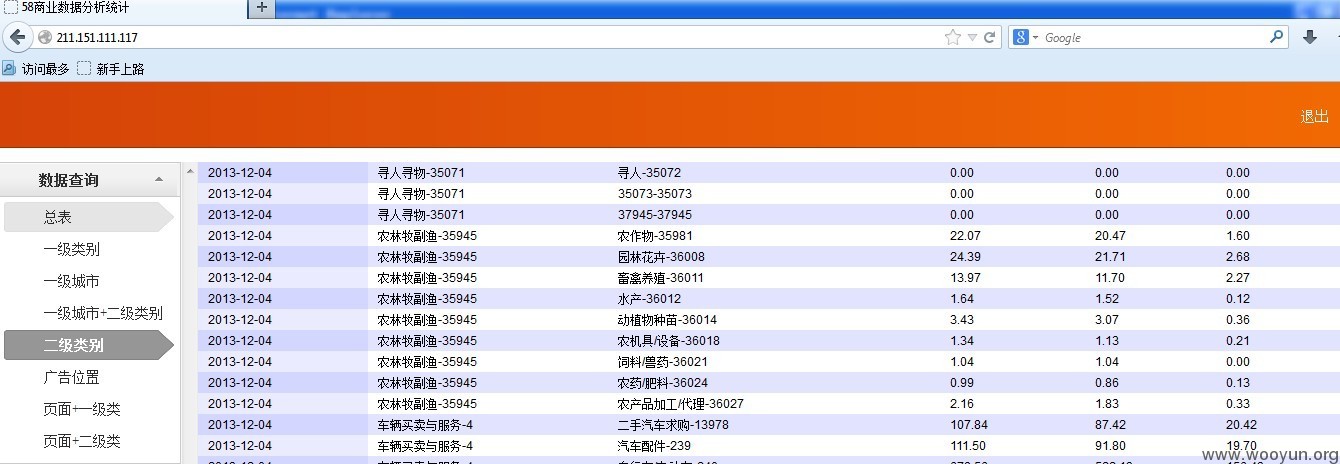 58商业数据分析统计
211.151.111.117
Google
访问最多 新手上路
退出
数据查询
总表
一级类别
一级城市
一级城市+二级类别
二级类别
广告位置
页面+一级类
页面+二级类
2013-12-04 寻人寻物-35071 寻人-35072 0.00 0.00 0.00
2013-12-04 寻人寻物-35071 35073-35073 0.00 0.00 0.00
2013-12-04 寻人寻物-35071 37945-37945 0.00 0.00 0.00
2013-12-04 农林牧副渔-35945 农作物-35981 22.07 20.47 1.60
2013-12-04 农林牧副渔-35945 园林花卉-36008 24.39 21.71 2.68
2013-12-04 农林牧副渔-35945 畜禽养殖-36011 13.97 11.70 2.27
2013-12-04 农林牧副渔-35945 水产-36012 1.64 1.52 0.12
2013-12-04 农林牧副渔-35945 动植物种苗-36014 3.43 3.07 0.36
2013-12-04 农林牧副渔-35945 农机具/设备-36018 1.34 1.13 0.21
2013-12-04 农林牧副渔-35945 饲料/兽药-36021 1.04 1.04 0.00
2013-12-04 农林牧副渔-35945 农药/肥料-36024 0.99 0.86 0.13
2013-12-04 农林牧副渔-35945 农产品加工/代理-36027 2.16 1.83 0.33
2013-12-04 车辆买卖与服务-4 二手汽车求购-13978 107.84 87.42 20.42
2013-12-04 车辆买卖与服务-4 汽车配件-239 111.50 91.80 19.70
www.wooyun.org